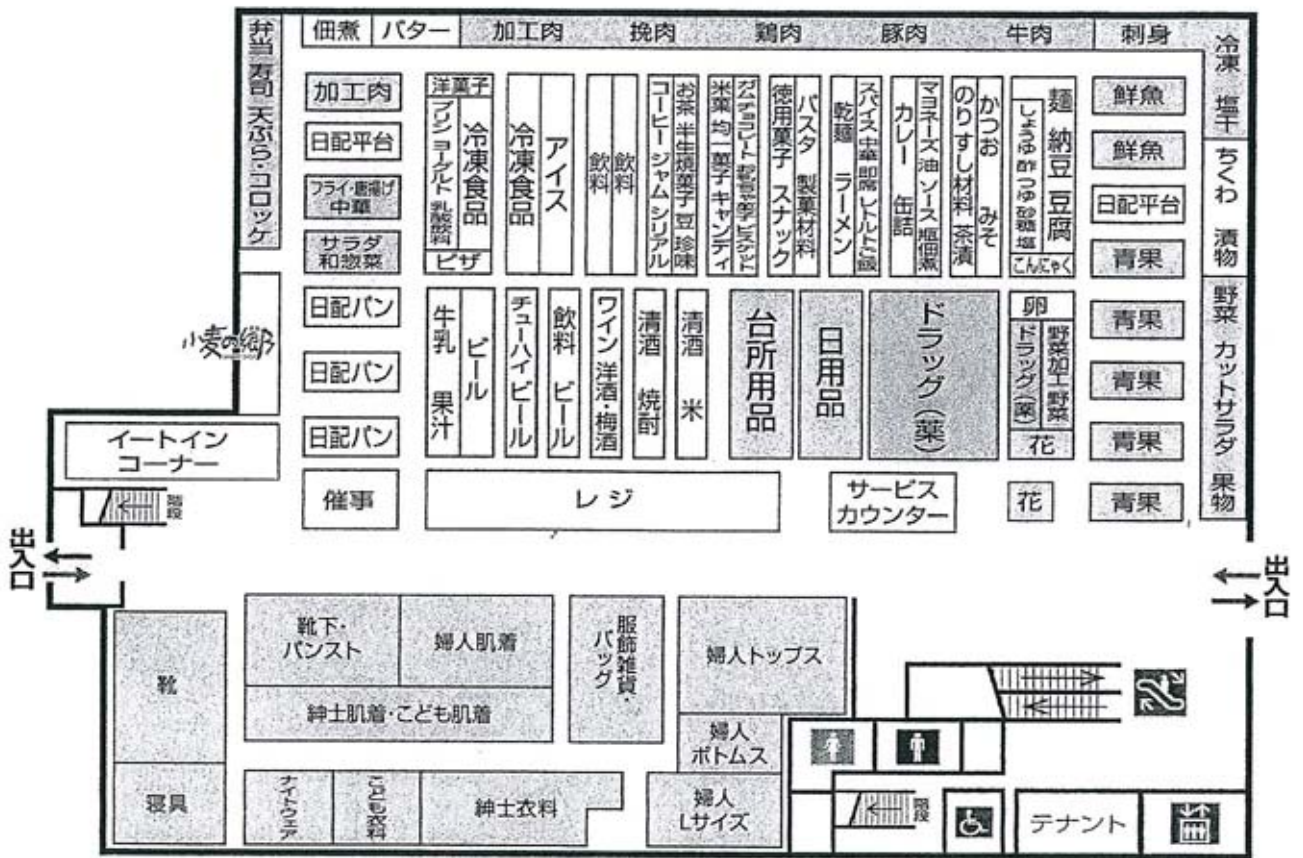 弁当 寿司 天ぷら・コロッケ
佃煮
バター
加工肉
挽肉
鶏肉
豚肉
牛肉
刺身
冷凍 塩干
ちくわ 漬物
野菜 カットサラダ 果物
加工肉
日配平台
フライ・唐揚げ
中華
サラダ
和惣菜
日配パン
日配パン
日配パン
催事
小麦の郷
イートイン
コーナー
階段
出入口
洋菓子
プリン ヨーグルト 乳酸飲料
冷凍食品
ピザ
冷凍食品
アイス
飲料
飲料
コーヒー ジャム シリアル
お茶 半生焼菓子 豆 珍味
米菓 均一菓子 キャンディ
ガム チョコレート おもちゃ菓子 ビスケット
徳用菓子 スナック
パスタ 製菓材料
乾麺 ラーメン
スパイス 中華 即席 レトルト ご飯
カレー 缶詰
マヨネーズ 油 ソース 塩 佃煮
のり すし材料 茶漬
かつお みそ
しょうゆ 酢 つゆ 砂糖 塩
麺 納豆 豆腐
こんにゃく
鮮魚
鮮魚
日配平台
青果
青果
青果
青果
青果
牛乳 果汁
ビール
チューハイ ビール
飲料 ビール
ワイン 洋酒・梅酒
清酒 焼酎
清酒 米
台所用品
日用品
ドラッグ(薬)
卵
ドラッグ(薬)
野菜加工 野菜
花
レジ
サービス
カウンター
花
出入口
靴
寝具
靴下・
パンスト
婦人肌着
紳士肌着・こども肌着
服飾雑貨・
バッグ
婦人トップス
婦人
ボトムス
婦人
Lサイズ
ナイトウェア
こども衣料
紳士衣料
階段
テナント